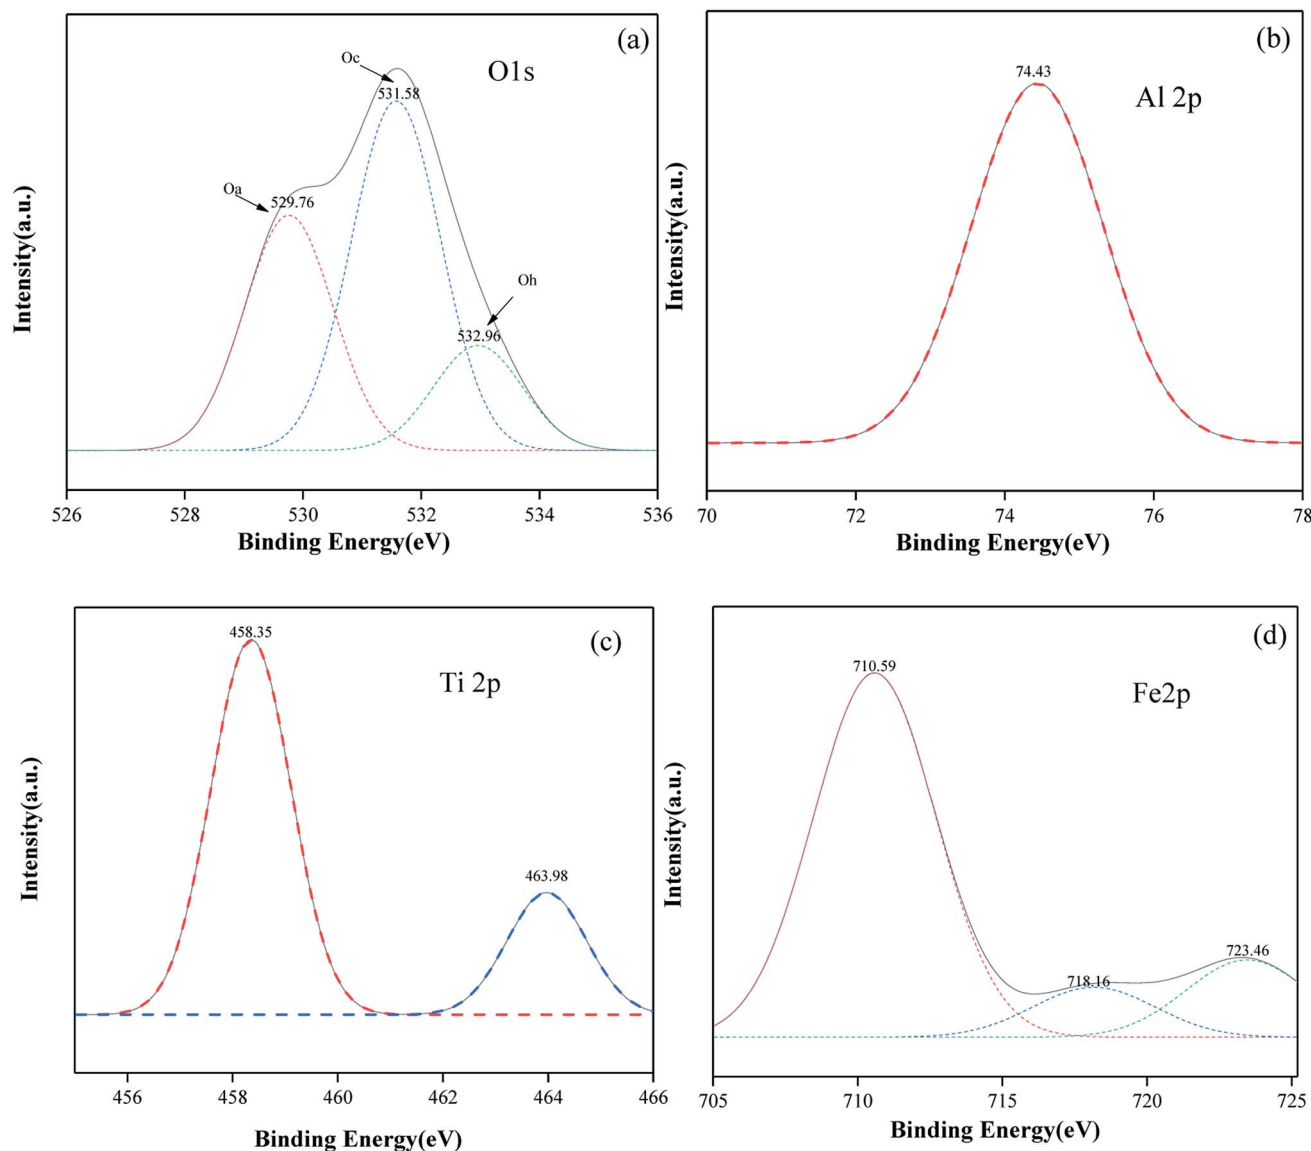 (a)
O1s
Oc
531.58
Oa
529.76
Oh
532.96
Intensity(a.u.)
526 528 530 532 534 536
Binding Energy(eV)
(b)
74.43
Al 2p
Intensity(a.u.)
70 72 74 76 78
Binding Energy(eV)
(c)
458.35
Ti 2p
463.98
Intensity(a.u.)
456 458 460 462 464 466
Binding Energy(eV)
(d)
710.59
Fe2p
718.16
723.46
Intensity(a.u.)
705 710 715 720 725
Binding Energy(eV)